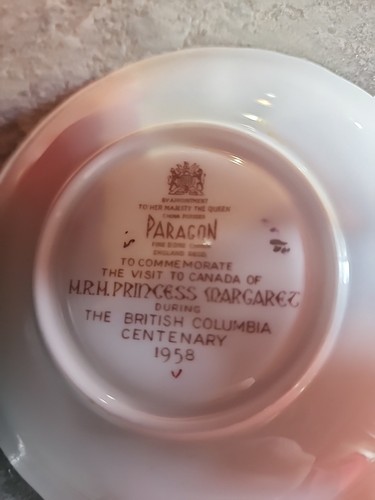 BY APPOINTMENT
TO HER MAJESTY THE QUEEN
CHINA POTTERS
PARAGON
FINE BONE CHINA
ENGLAND REGD.
TO COMMEMORATE
THE VISIT TO CANADA OF
H.R.H. PRINCESS MARGARET
DURING
THE BRITISH COLUMBIA
CENTENARY
1958